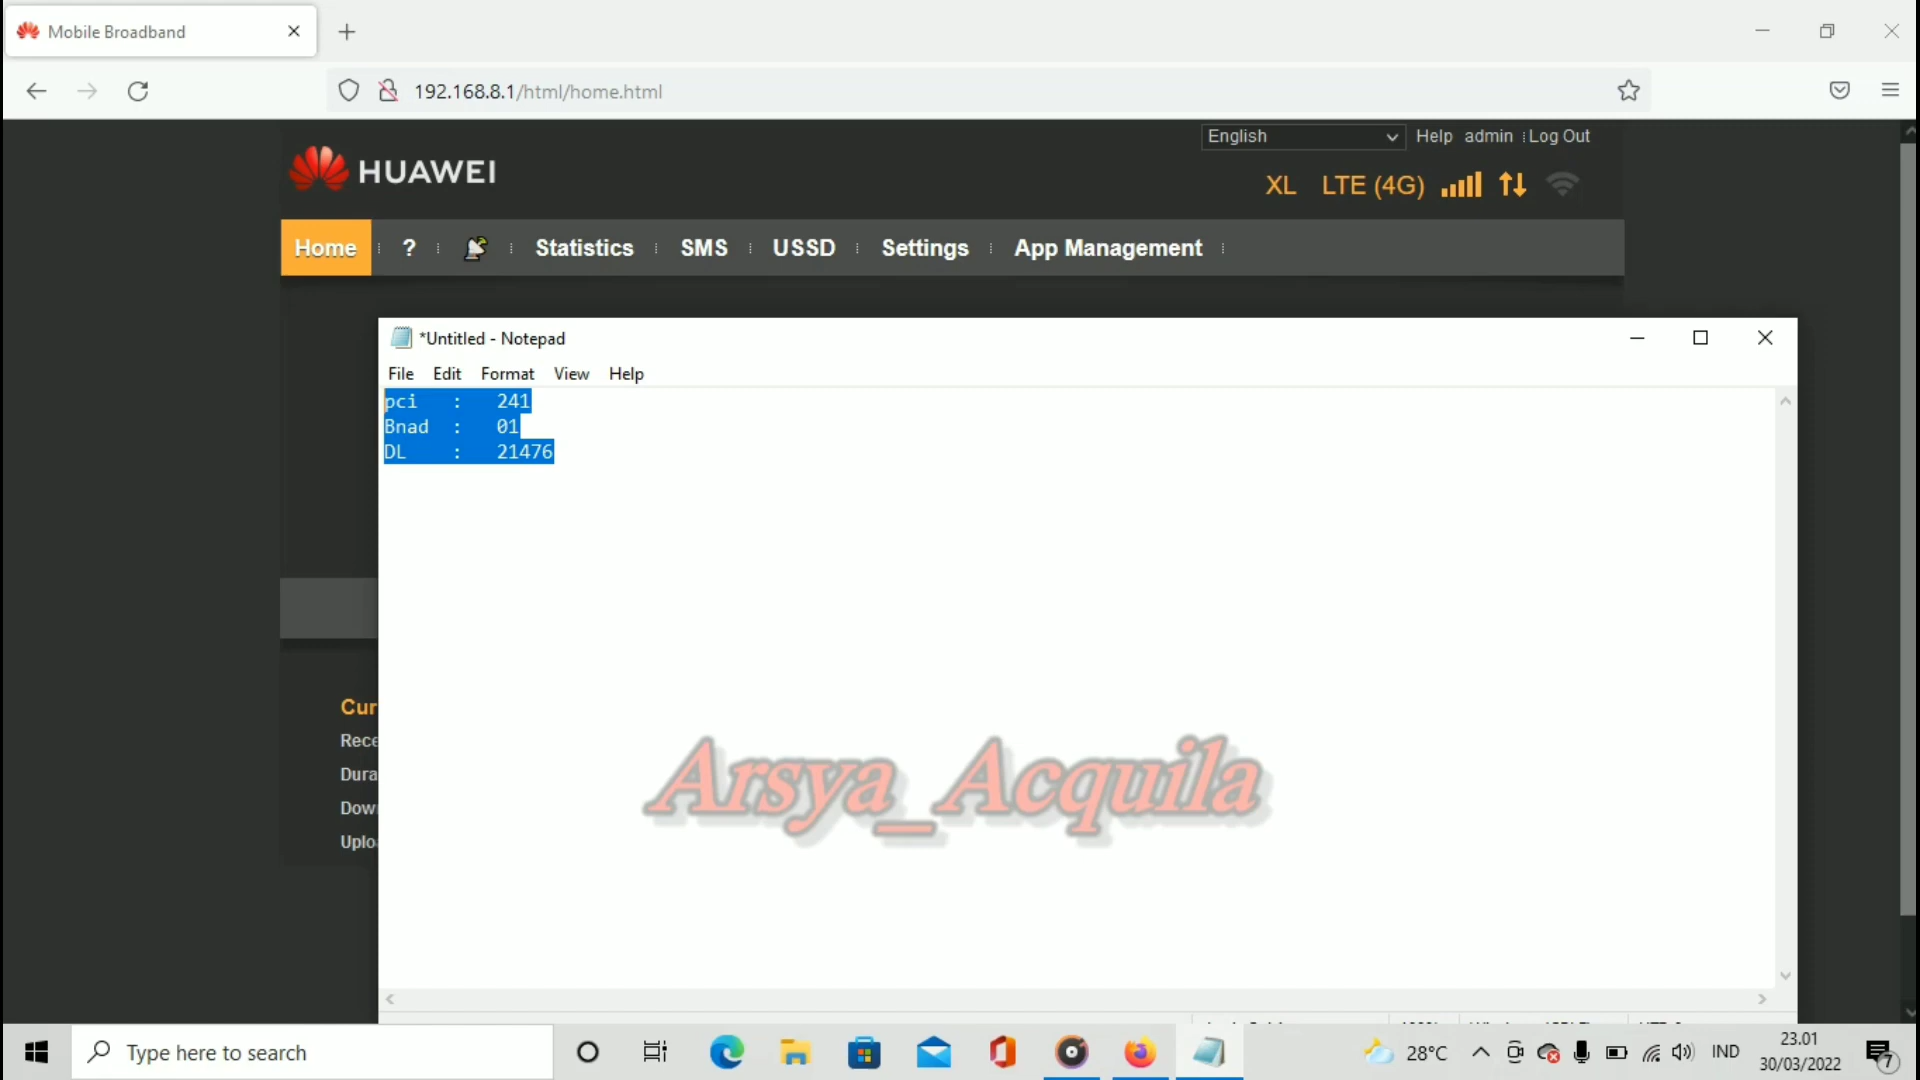 Mobile Broadband
192.168.8.1/html/home.html
English
Help admin Log Out
HUAWEI
XL LTE (4G)
Home ? Statistics SMS USSD Settings App Management
*Untitled - Notepad
File Edit Format View Help
pci : 241
Bnad : 01
DL : 21476
Cur
Rece
Dura
Dow
Uplo
Arsya_Acquila
Type here to search
28°C
IND
23.01
30/03/2022
7